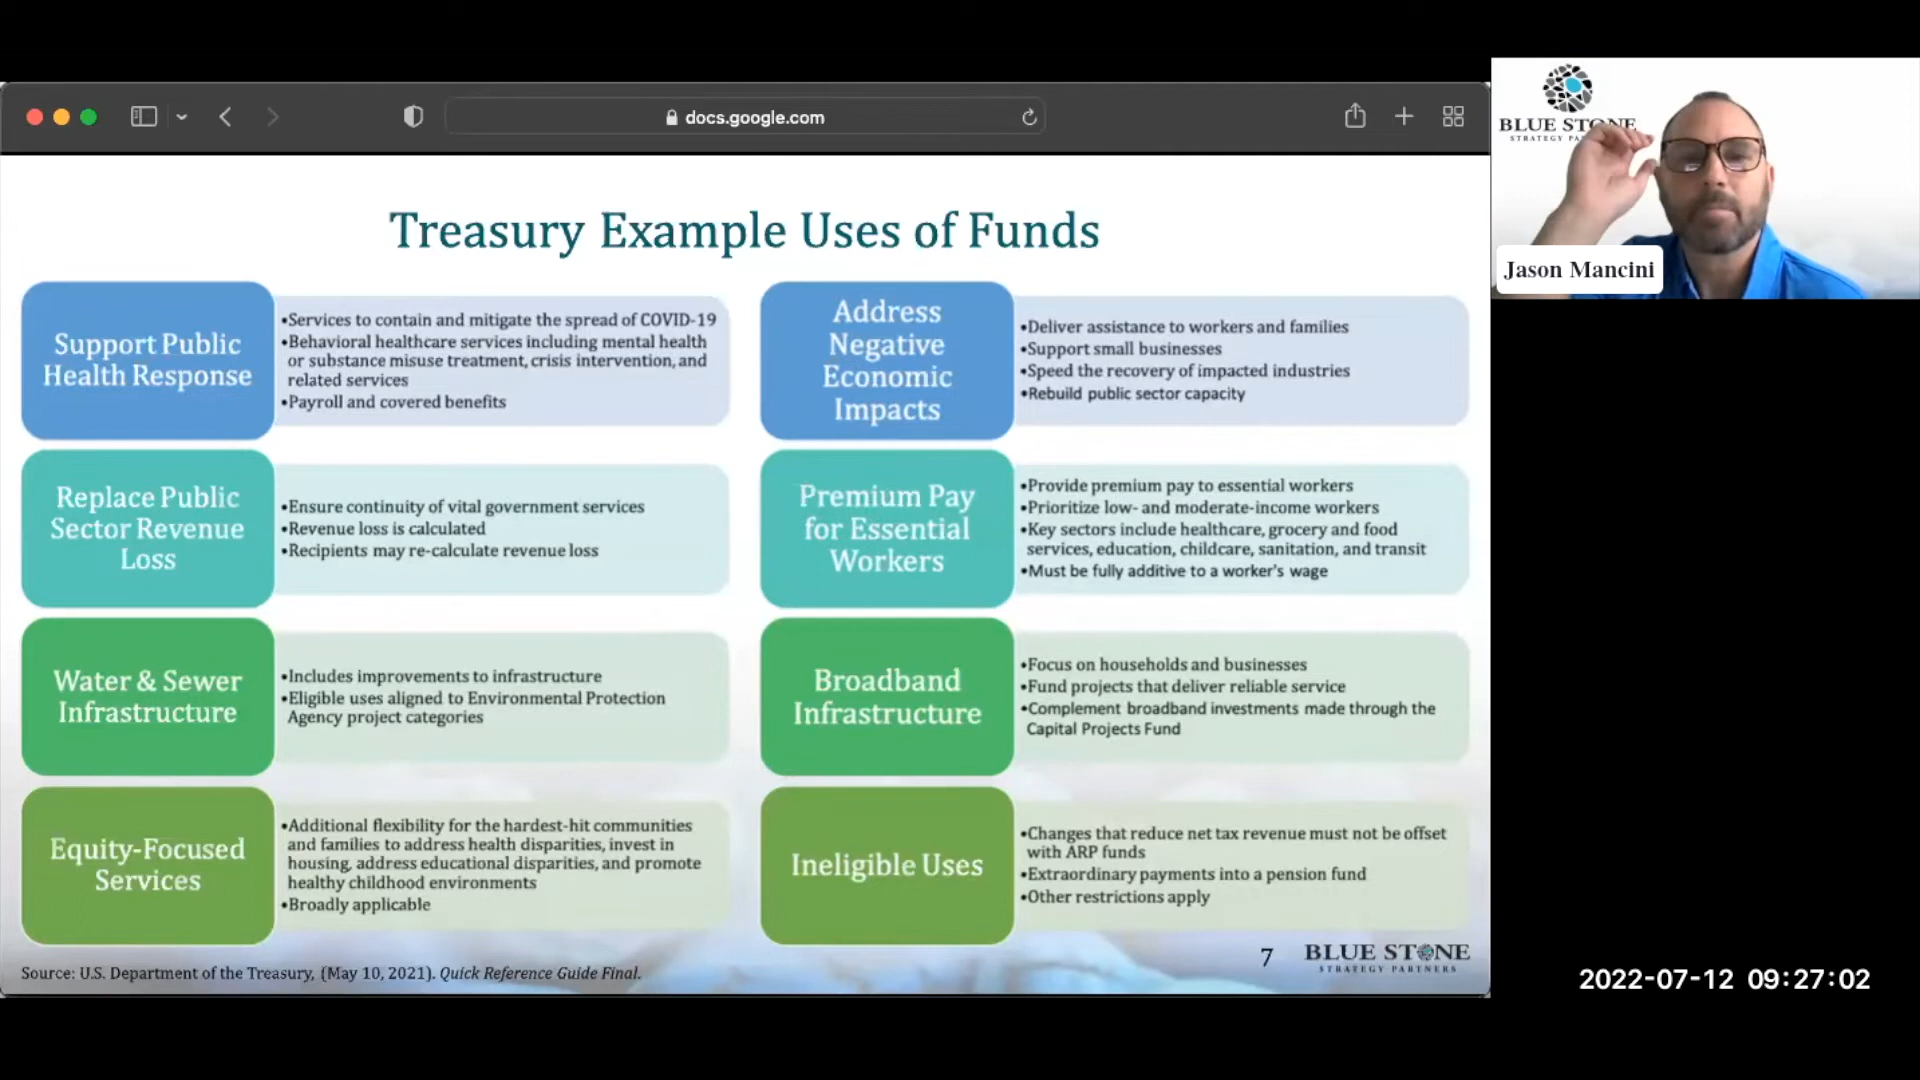 docs.google.com
BLUE STONE
Jason Mancini
Treasury Example Uses of Funds
Support Public
Health Response
•Services to contain and mitigate the spread of COVID-19
•Behavioral healthcare services including mental health
or substance misuse treatment, crisis intervention, and
related services
•Payroll and covered benefits
Address
Negative
Economic
Impacts
•Deliver assistance to workers and families
•Support small businesses
•Speed the recovery of impacted industries
•Rebuild public sector capacity
Replace Public
Sector Revenue
Loss
•Ensure continuity of vital government services
•Revenue loss is calculated
•Recipients may re-calculate revenue loss
Premium Pay
for Essential
Workers
•Provide premium pay to essential workers
•Prioritize low- and moderate-income workers
•Key sectors include healthcare, grocery and food
services, education, childcare, sanitation, and transit
•Must be fully additive to a worker's wage
Water & Sewer
Infrastructure
•Includes improvements to infrastructure
•Eligible uses aligned to Environmental Protection
Agency project categories
Broadband
Infrastructure
•Focus on households and businesses
•Fund projects that deliver reliable service
•Complement broadband investments made through the
Capital Projects Fund
Equity-Focused
Services
•Additional flexibility for the hardest-hit communities
and families to address health disparities, invest in
housing, address educational disparities, and promote
healthy childhood environments
•Broadly applicable
Ineligible Uses
•Changes that reduce net tax revenue must not be offset
with ARP funds
•Extraordinary payments into a pension fund
•Other restrictions apply
Source: U.S. Department of the Treasury, (May 10, 2021). Quick Reference Guide Final.
7
BLUE STONE
STRATEGY PARTNERS
2022-07-12 09:27:02